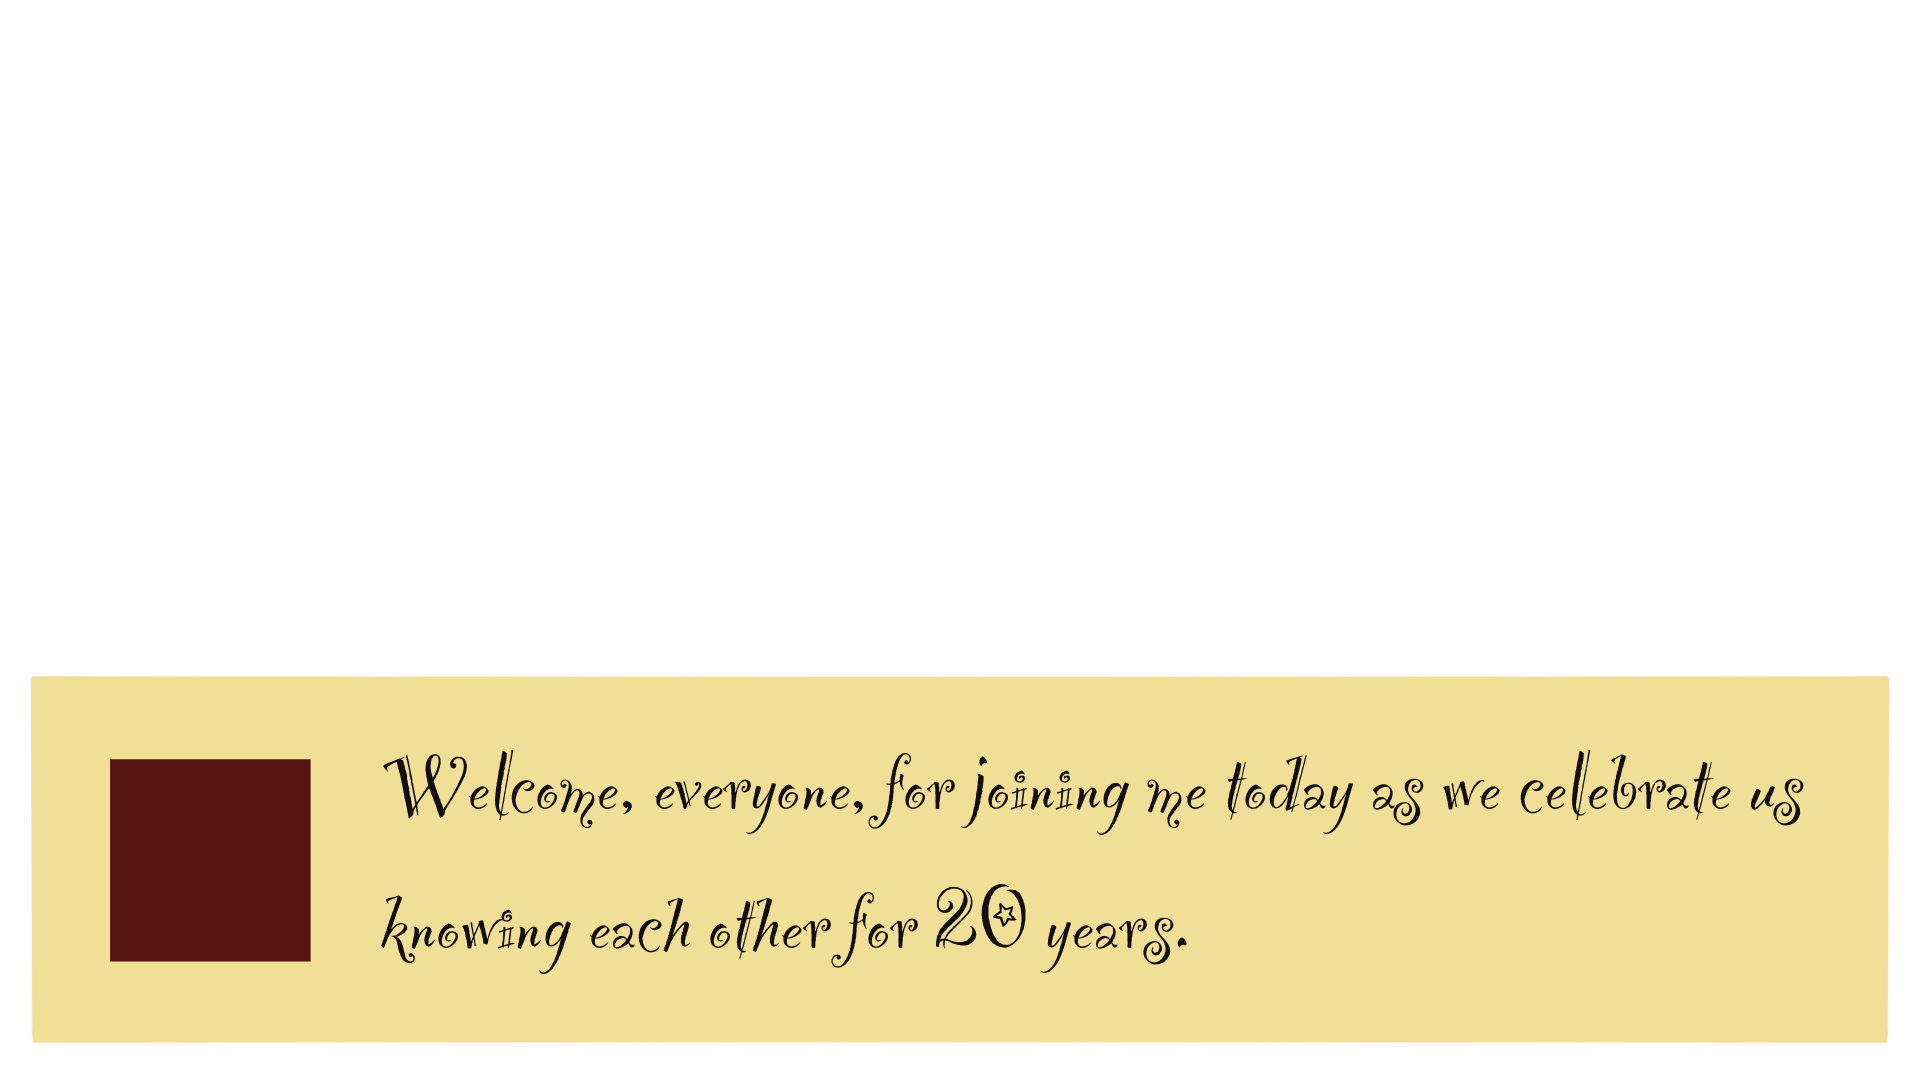 Welcome, everyone, for joining me today as we celebrate us
knowing each other for 20 years.